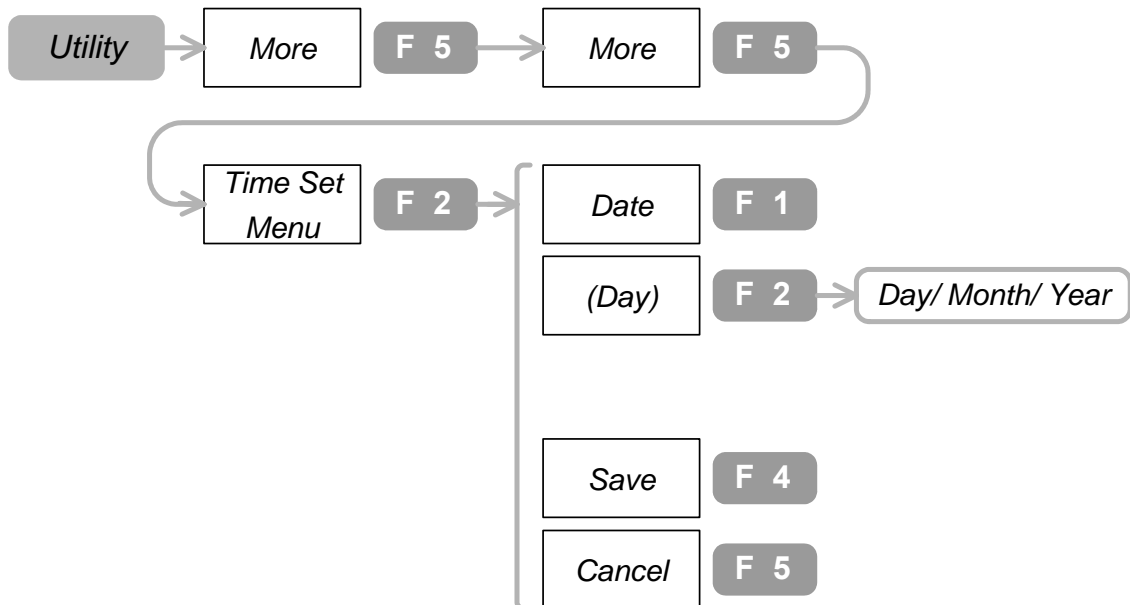 Utility More F 5 More F 5
Time Set
Menu
F 2
Date F 1
(Day) F 2 Day/ Month/ Year
Save F 4
Cancel F 5